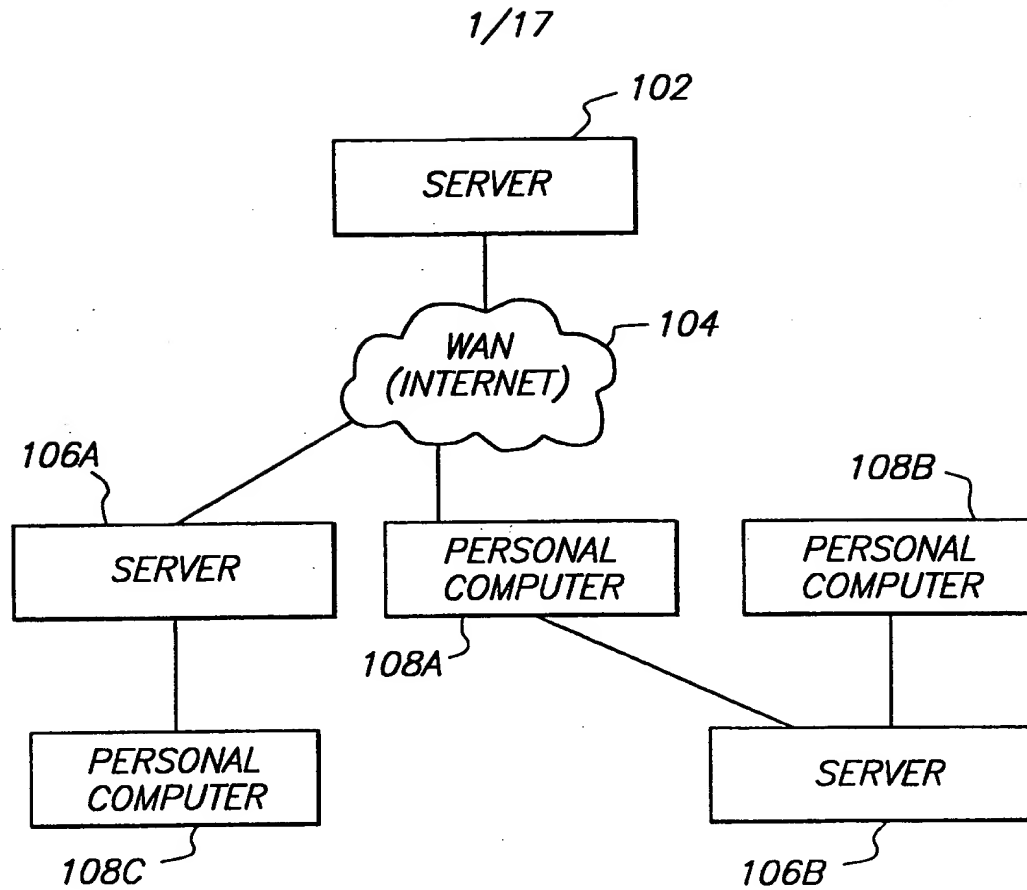 1/17
102
SERVER
WAN
(INTERNET)
104
106A
SERVER
PERSONAL
COMPUTER
108A
108B
PERSONAL
COMPUTER
PERSONAL
COMPUTER
108C
SERVER
106B